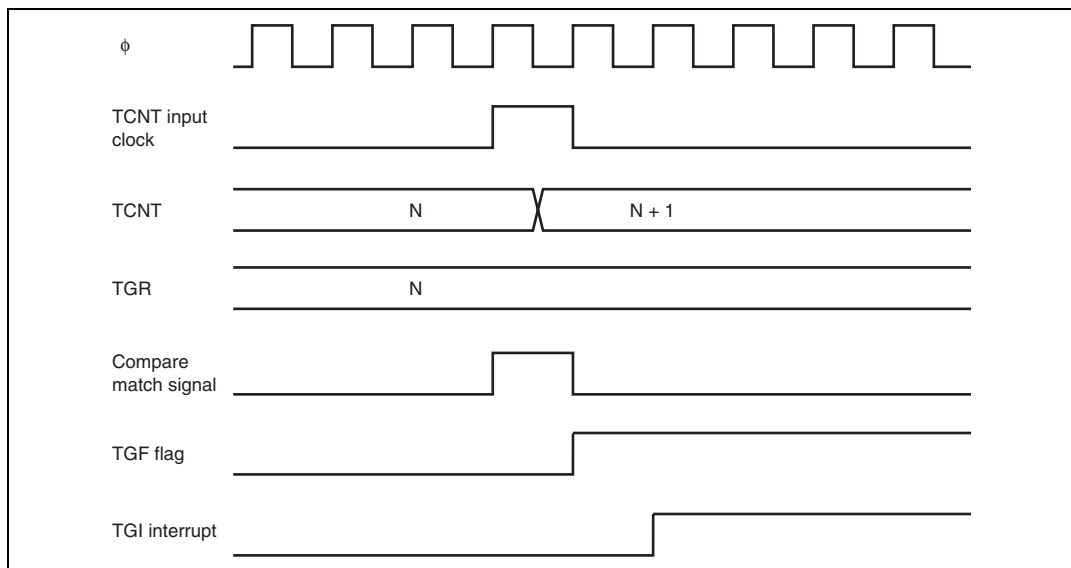 ϕ
TCNT input
clock
TCNT
N
N + 1
TGR
N
Compare
match signal
TGF flag
TGI interrupt